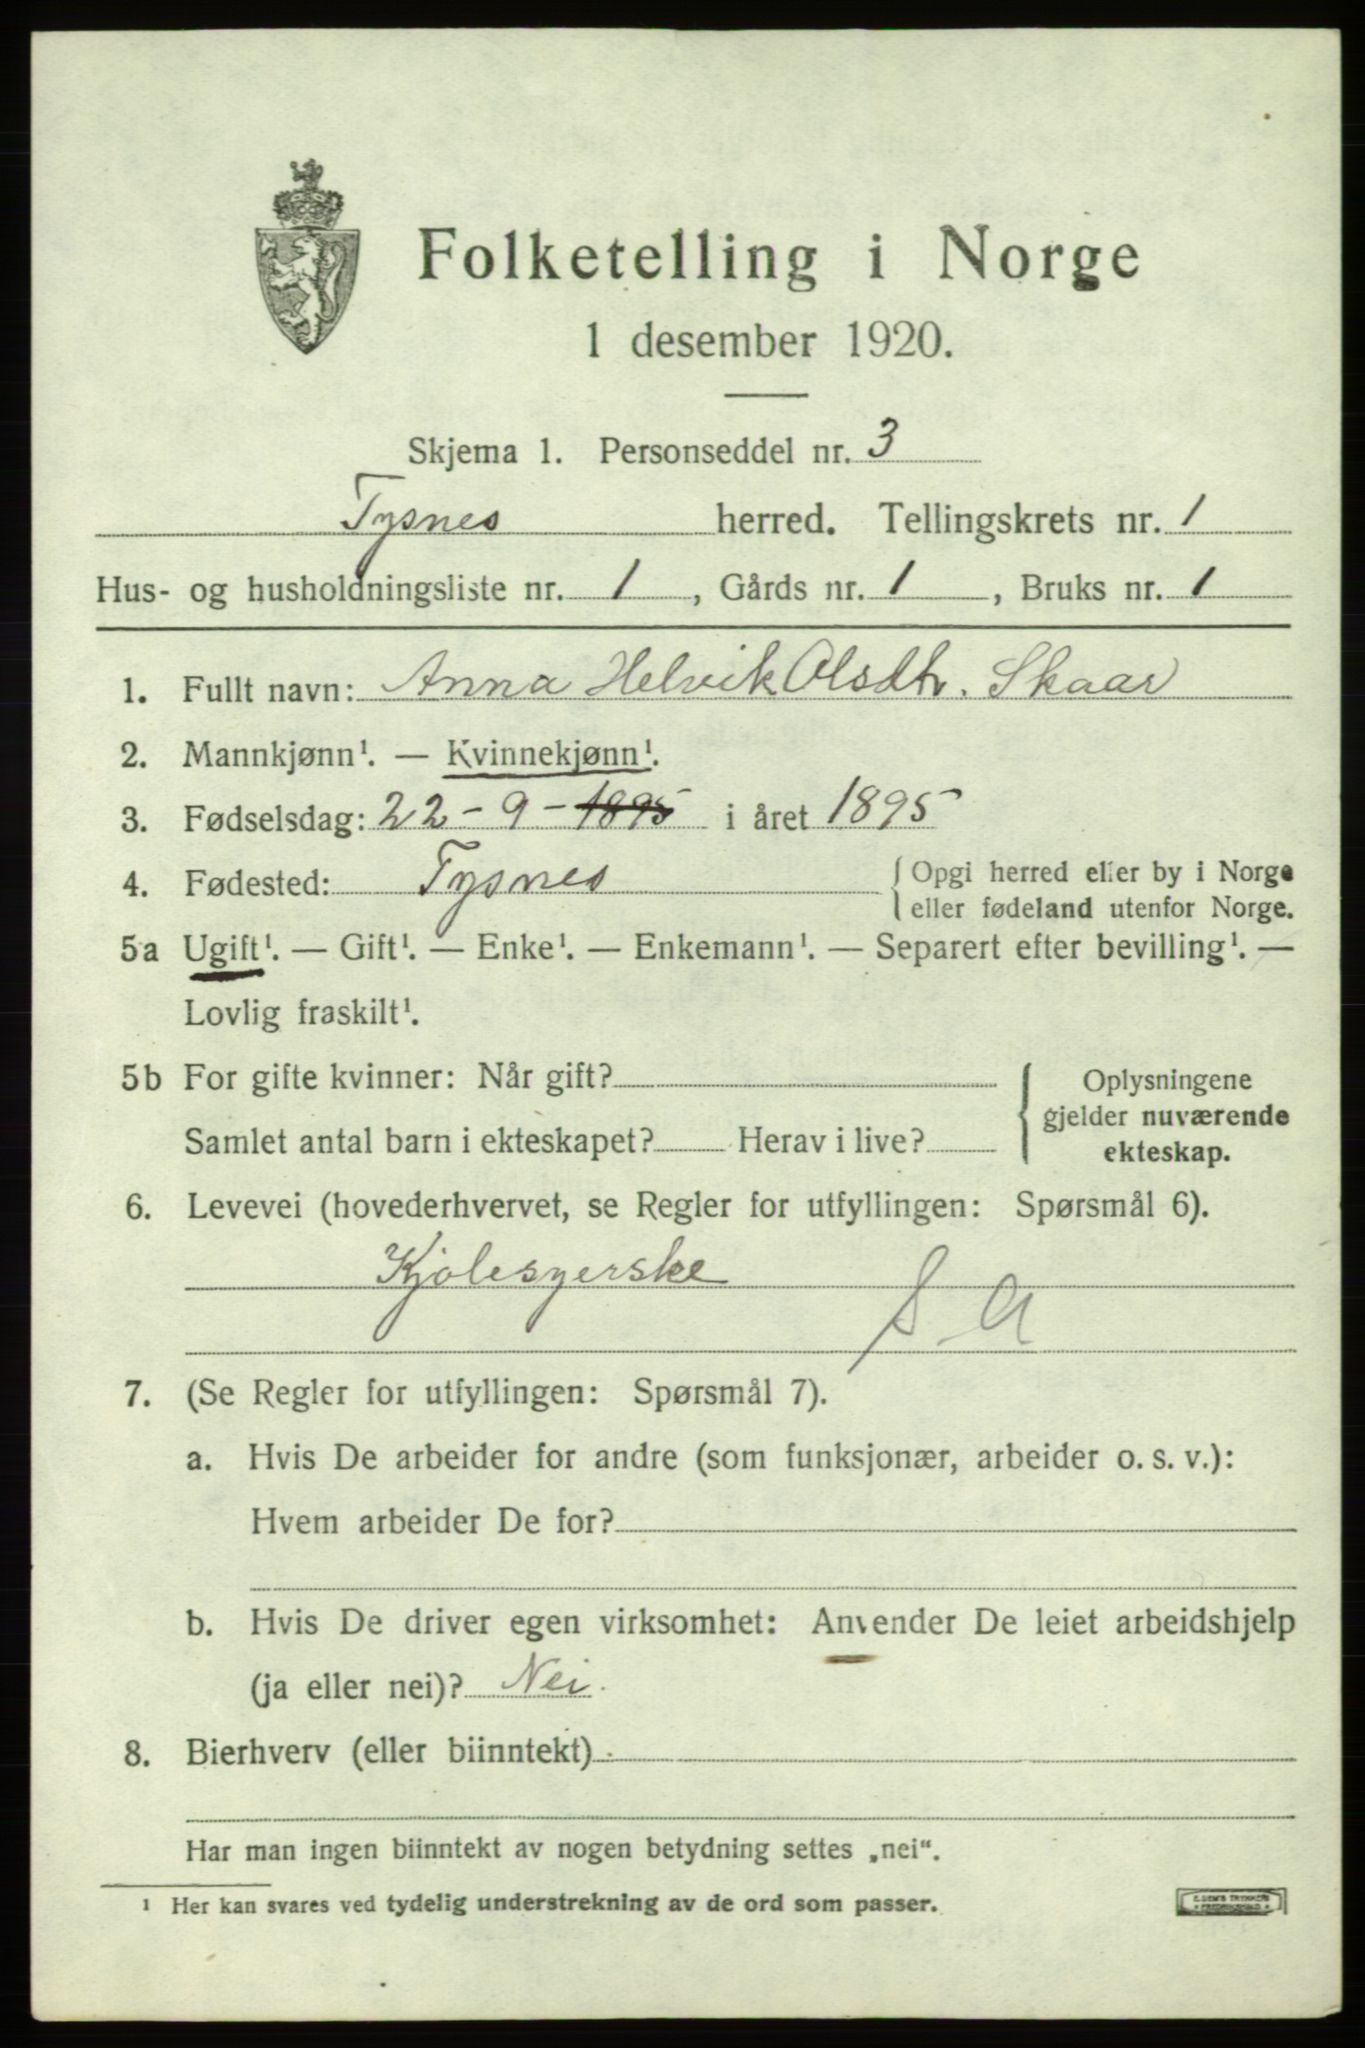 Folketelling i Norge
1 desember 1920.
Skjema 1. Personseddel nr. 3
Tysnes herred. Tellingskrets nr. 1
Hus- og husholdningsliste nr. 1, Gårds nr. 1, Bruks nr. 1
1. Fullt navn: Anna Helvik Olsdtr. Skaar
2. Mannkjønn¹. — Kvinnekjønn¹.
3. Fødselsdag: 22-9-1895 i året 1895
4. Fødested: Tysnes { Opgi herred eller by i Norge
eller fødeland utenfor Norge.
5a Ugift¹. — Gift¹. — Enke¹. — Enkemann¹. — Separert efter bevilling¹. —
Lovlig fraskilt¹.
5b For gifte kvinner: Når gift?
Samlet antal barn i ekteskapet? Herav i live? { Oplysningene
gjelder nuværende
ekteskap.
6. Levevei (hovederhvervet, se Regler for utfyllingen: Spørsmål 6).
Kjolesyerske
S A
7. (Se Regler for utfyllingen: Spørsmål 7).
a. Hvis De arbeider for andre (som funksjonær, arbeider o. s. v.):
Hvem arbeider De for?
b. Hvis De driver egen virksomhet: Anvender De leiet arbeidshjelp
(ja eller nei)? Nei.
8. Bierhverv (eller biinntekt)
Har man ingen biinntekt av nogen betydning settes „nei“.
¹ Her kan svares ved tydelig understrekning av de ord som passer.